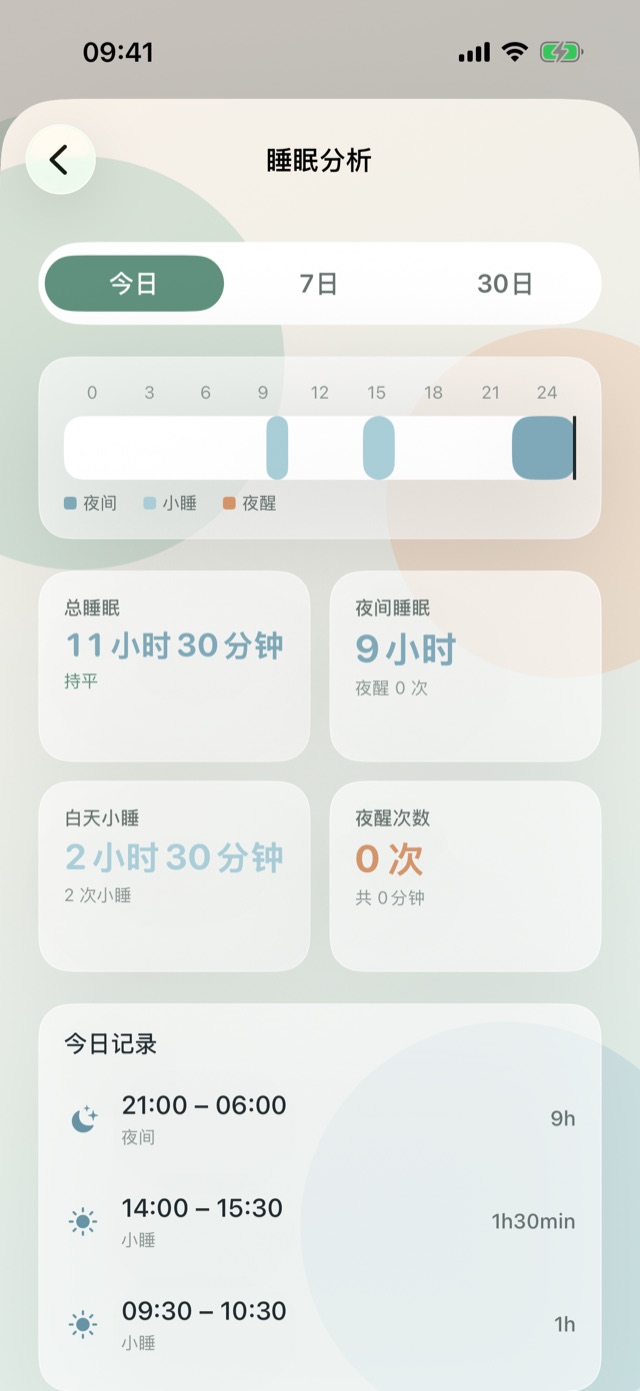 09:41
睡眠分析
今日 7日 30日
0 3 6 9 12 15 18 21 24
夜间 小睡 夜醒
总睡眠
11小时30分钟
持平
夜间睡眠
9小时
夜醒 0 次
白天小睡
2小时30分钟
2 次小睡
夜醒次数
0 次
共 0分钟
今日记录
21:00 – 06:00
夜间
9h
14:00 – 15:30
小睡
1h30min
09:30 – 10:30
小睡
1h